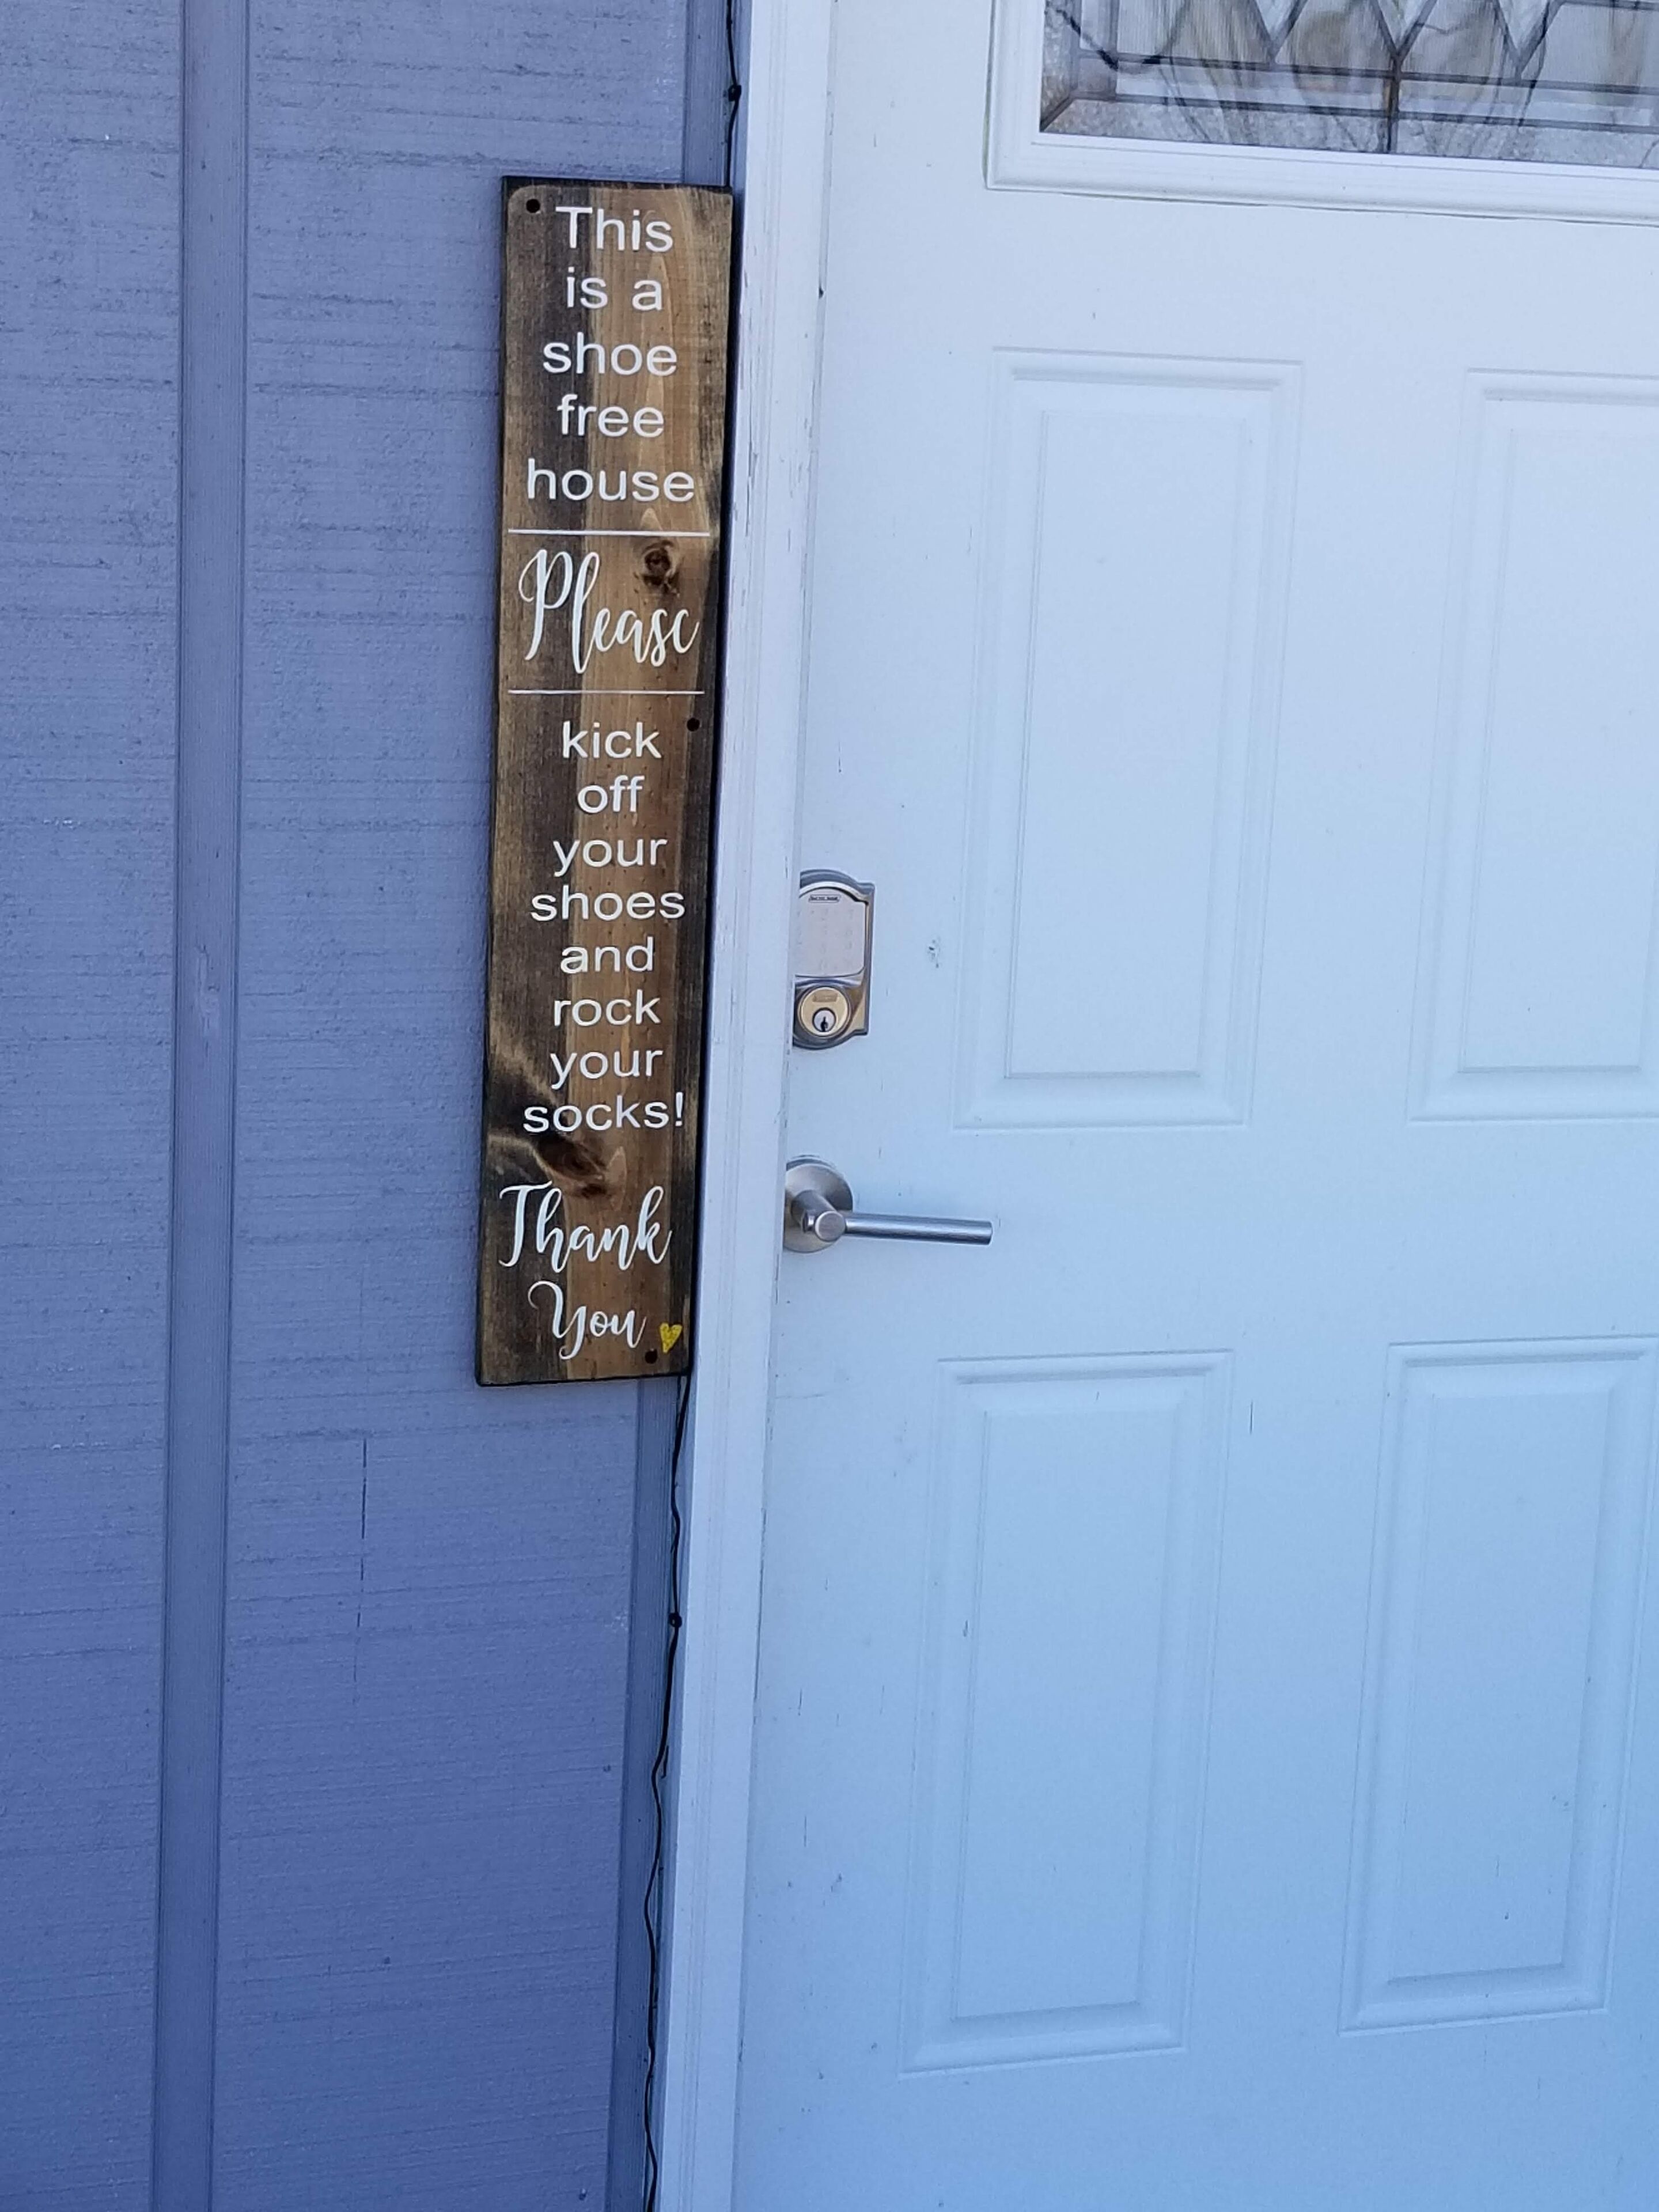 This
is a
shoe
free
house
Please
kick
off
your
shoes
and
rock
your
socks!
Thank
You